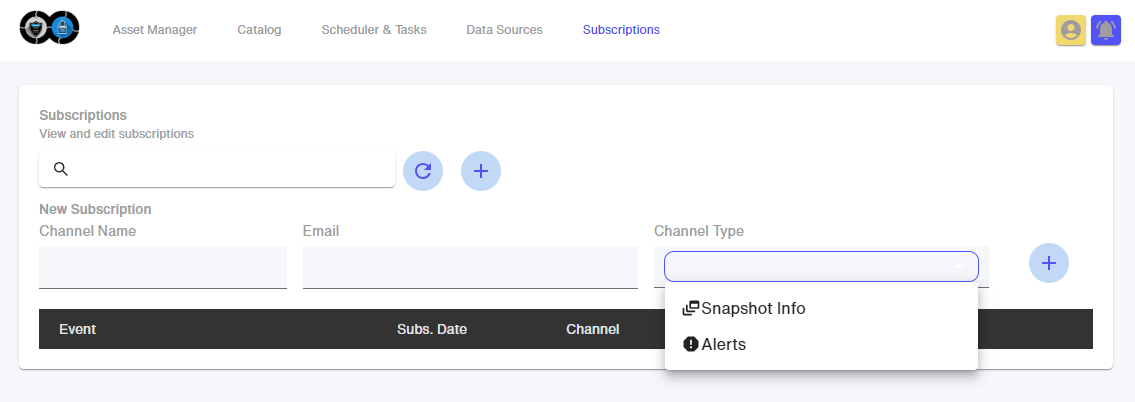 Asset Manager Catalog Scheduler & Tasks Data Sources Subscriptions
Subscriptions
View and edit subscriptions
New Subscription
Channel Name Email Channel Type
Snapshot Info
Alerts
Event Subs. Date Channel